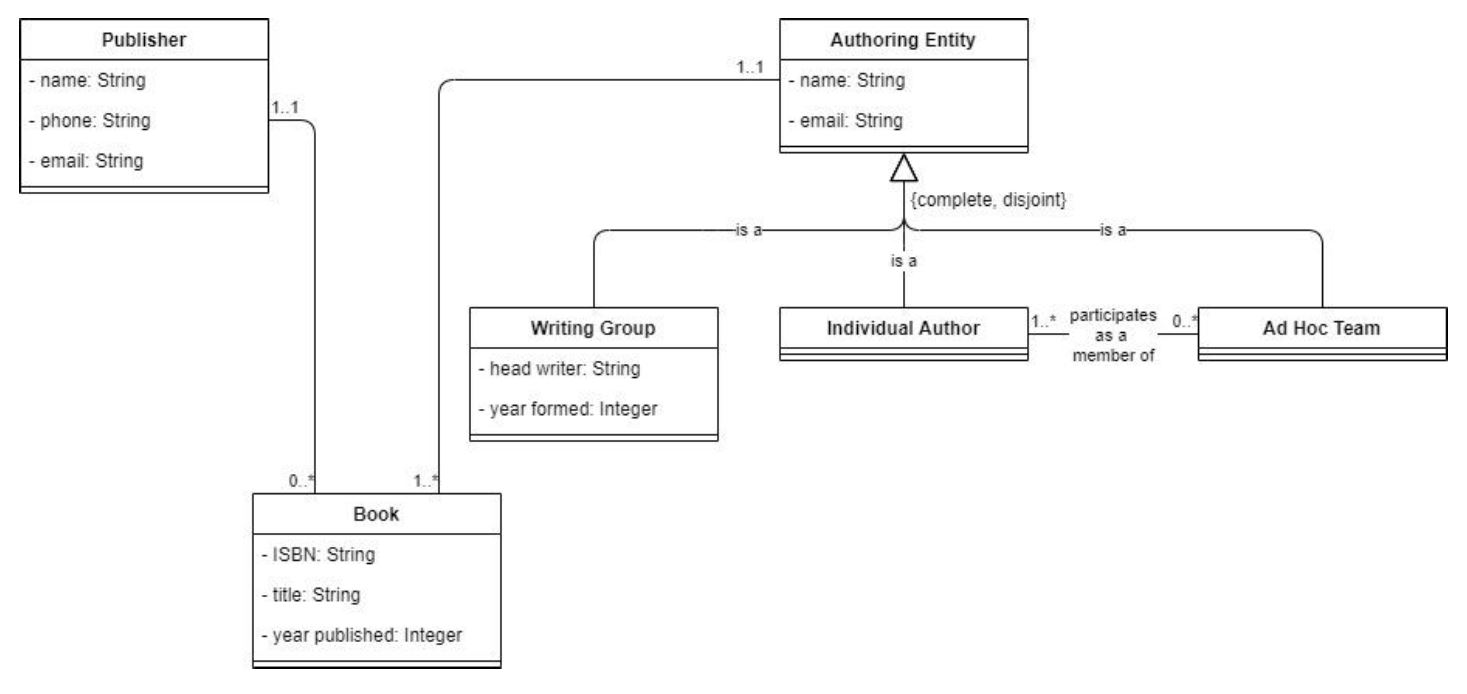 Publisher
- name: String
- phone: String
- email: String
1..1
Authoring Entity
- name: String
- email: String
1..1
{complete, disjoint}
is a
is a
is a
Writing Group
- head writer: String
- year formed: Integer
Individual Author
1..*
participates
as a
member of
0..*
Ad Hoc Team
0..*
1..*
Book
- ISBN: String
- title: String
- year published: Integer